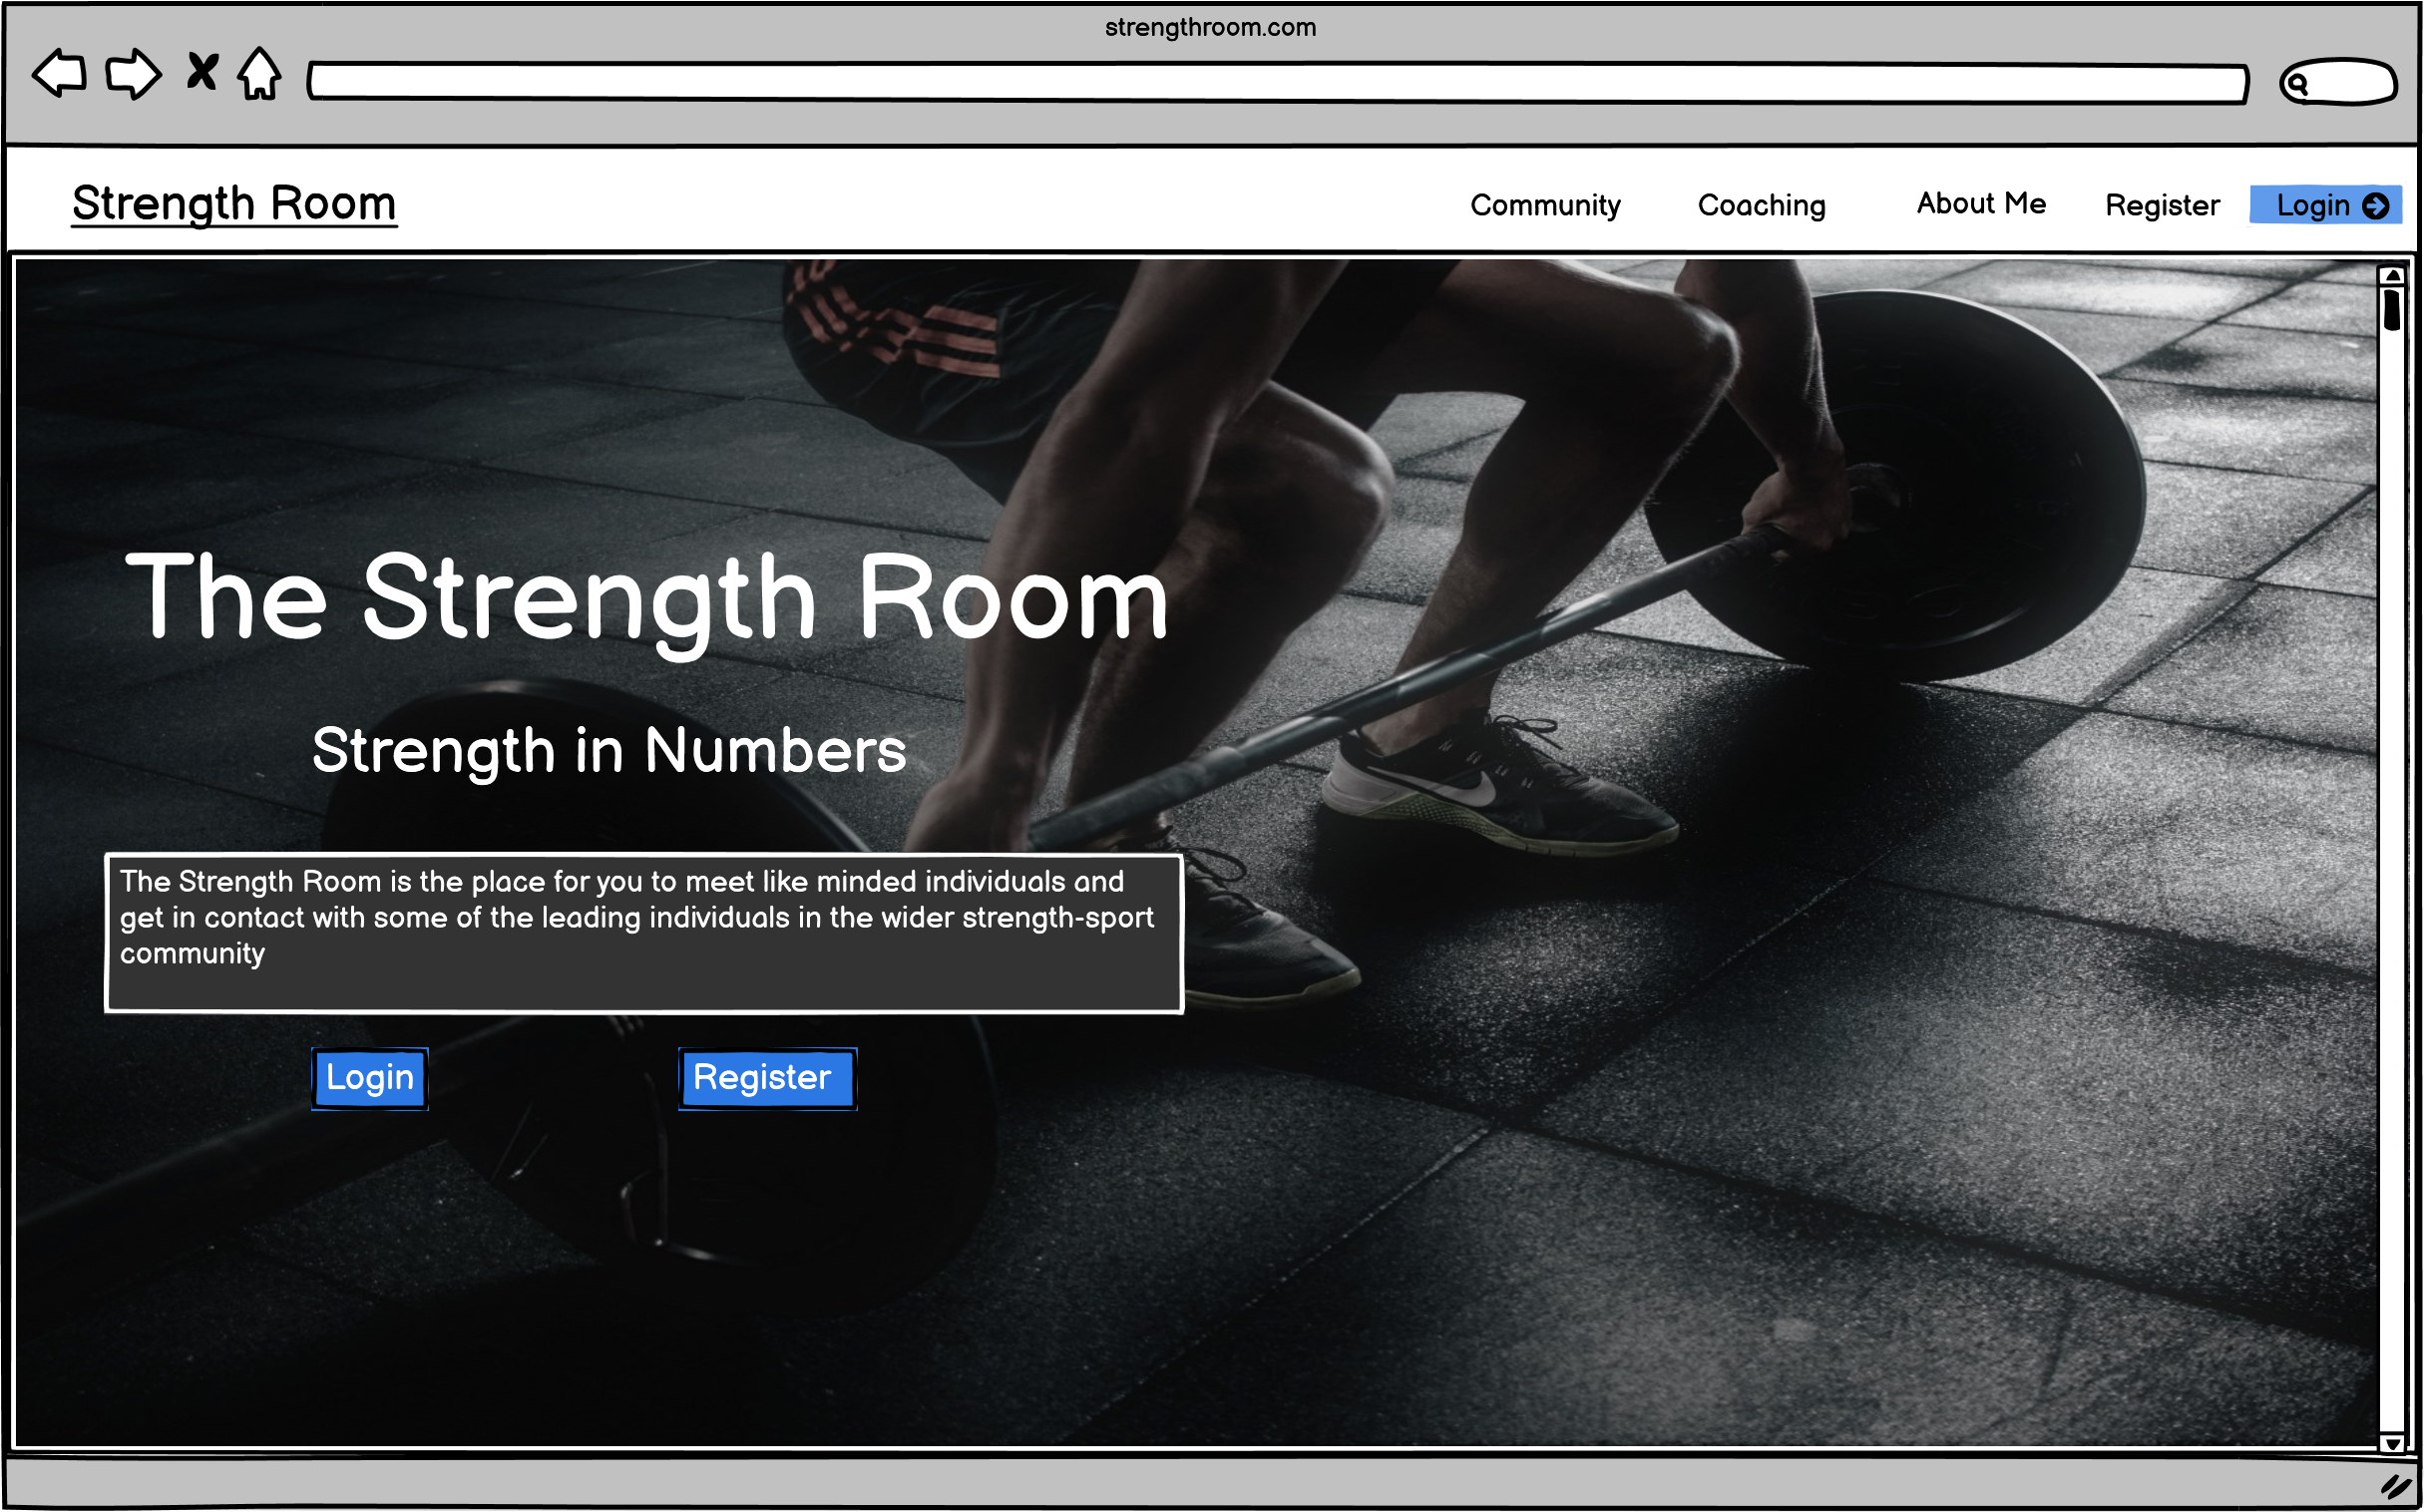 strengthroom.com
Strength Room
Community
Coaching
About Me
Register
Login
The Strength Room
Strength in Numbers
The Strength Room is the place for you to meet like minded individuals and
get in contact with some of the leading individuals in the wider strength-sport
community
Login
Register